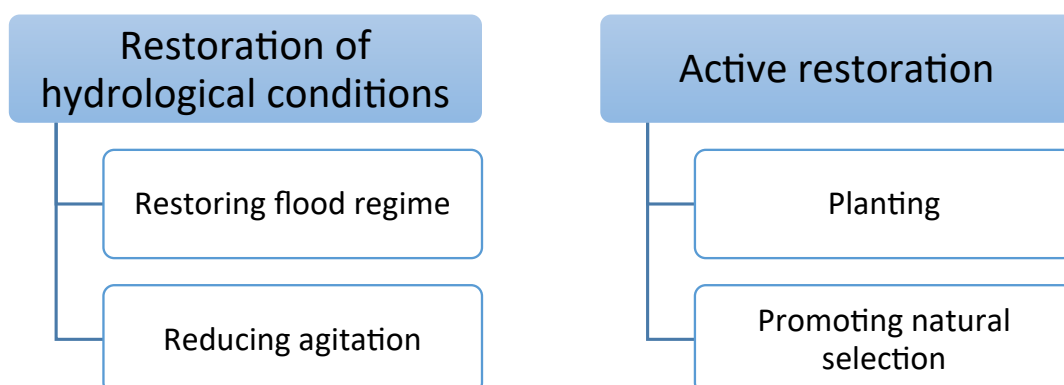 Restoration of
hydrological conditions
Restoring flood regime
Reducing agitation
Active restoration
Planting
Promoting natural
selection